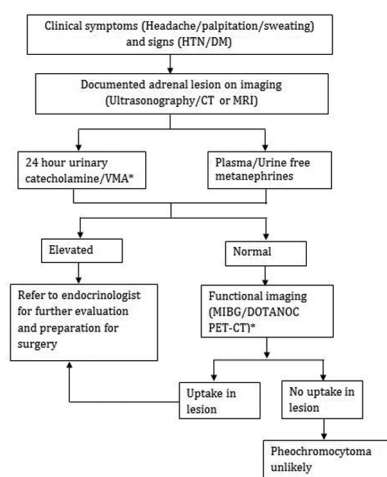 Clinical symptoms (Headache/palpitation/sweating)
and signs (HTN/DM)
Documented adrenal lesion on imaging
(Ultrasonography/CT or MRI)
24 hour urinary
catecholamine/VMA*
Plasma/Urine free
metanephrines
Elevated
Normal
Refer to endocrinologist
for further evaluation
and preparation for
surgery
Functional imaging
(MIBG/DOTANOC
PET-CT)*
Uptake in
lesion
No uptake in
lesion
Pheochromocytoma
unlikely